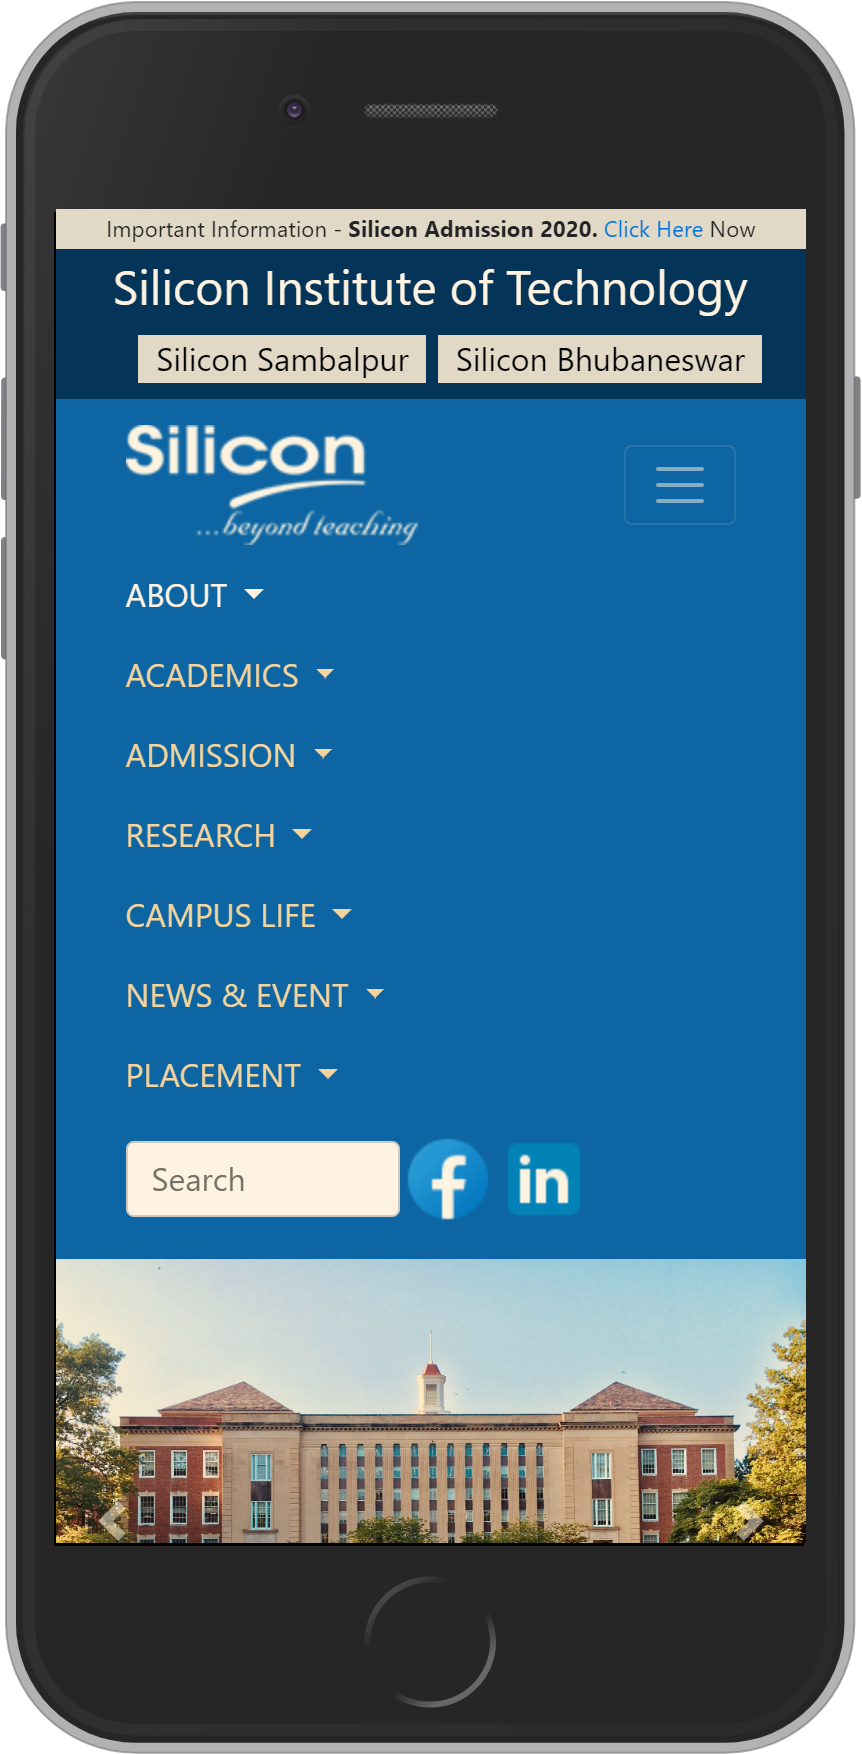 Important Information - Silicon Admission 2020. Click Here Now
Silicon Institute of Technology
Silicon Sambalpur Silicon Bhubaneswar
Silicon
...beyond teaching
ABOUT
ACADEMICS
ADMISSION
RESEARCH
CAMPUS LIFE
NEWS & EVENT
PLACEMENT
Search f in